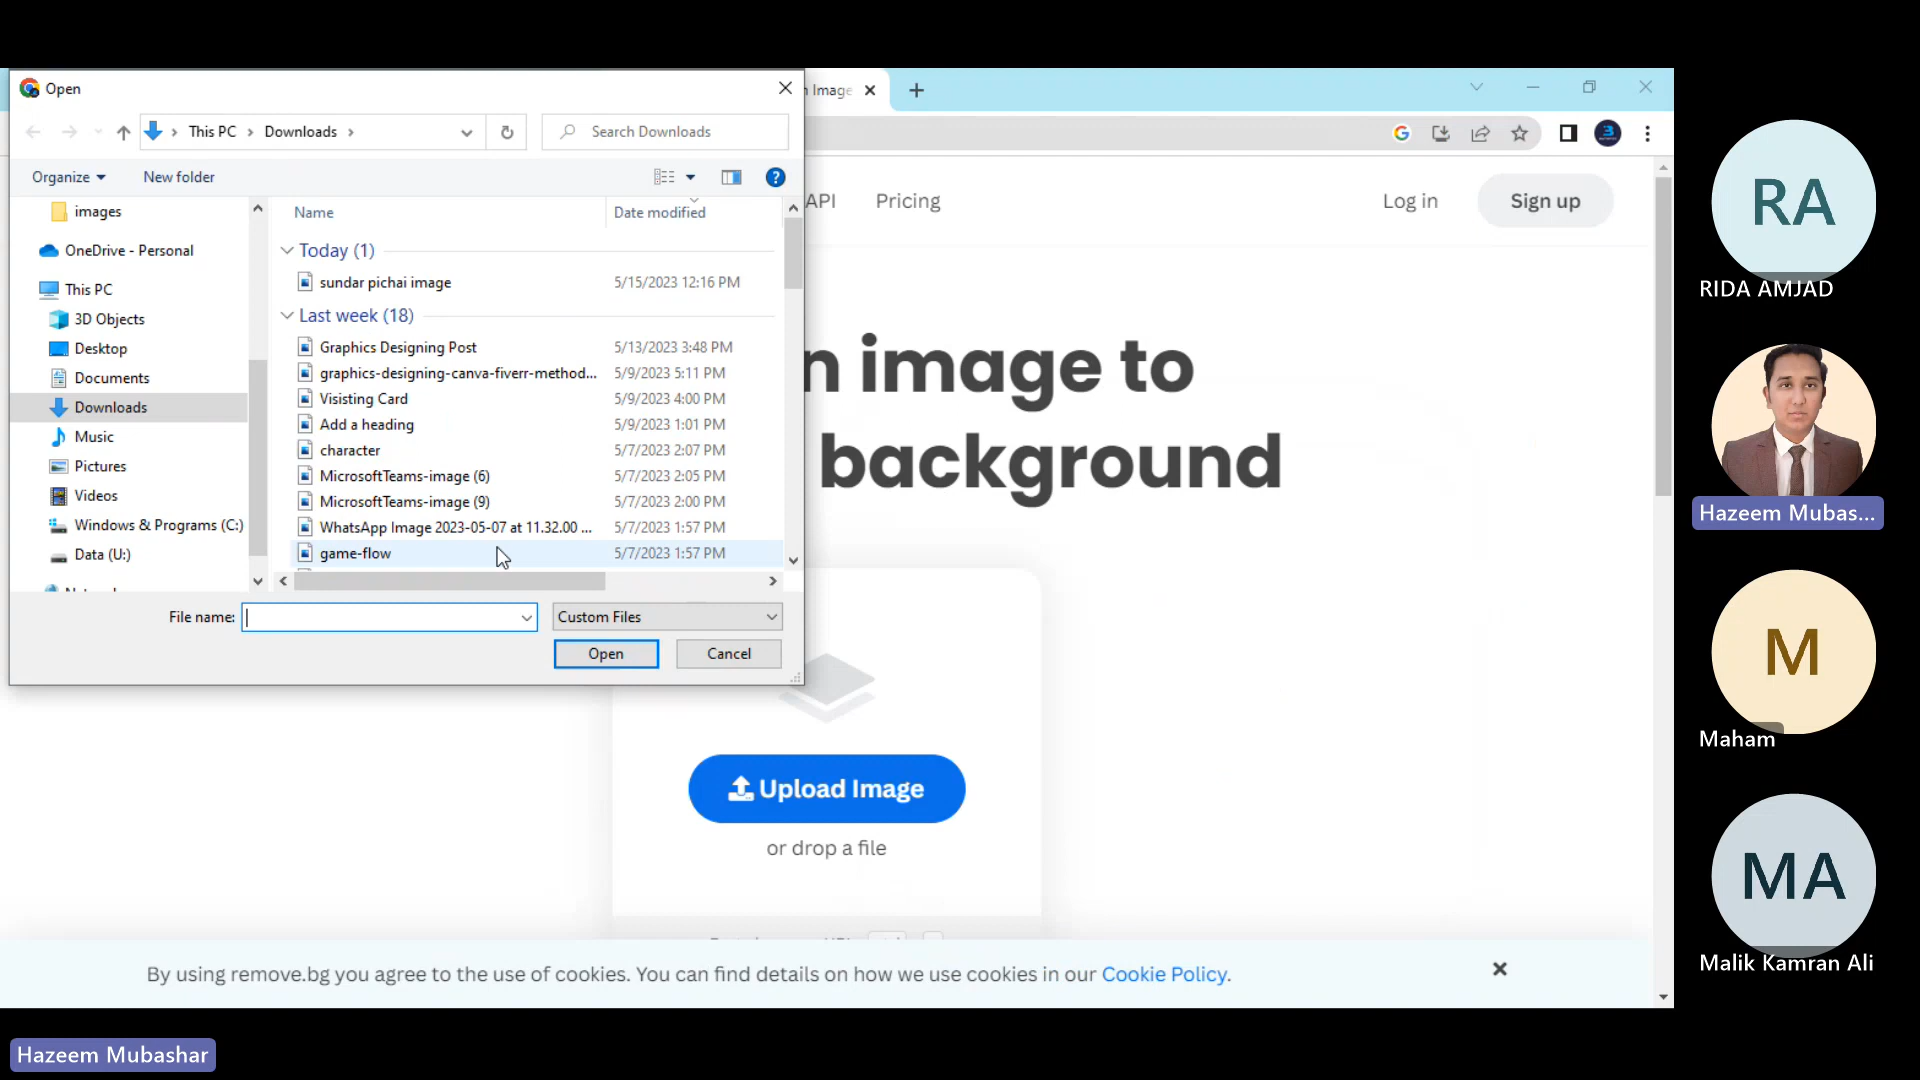 Open
Image
This PC
Downloads
Search Downloads
Organize
New folder
API
Pricing
Log in
Sign up
images
OneDrive - Personal
This PC
3D Objects
Desktop
Documents
Downloads
Music
Pictures
Videos
Windows & Programs (C:)
Data (U:)
Name
Date modified
Today (1)
sundar pichai image 5/15/2023 12:16 PM
Last week (18)
Graphics Designing Post 5/13/2023 3:48 PM
graphics-designing-canva-fiverr-method... 5/9/2023 5:11 PM
Visisting Card 5/9/2023 4:00 PM
Add a heading 5/9/2023 1:01 PM
character 5/7/2023 2:07 PM
MicrosoftTeams-image (6) 5/7/2023 2:05 PM
MicrosoftTeams-image (9) 5/7/2023 2:00 PM
WhatsApp Image 2023-05-07 at 11.32.00 ... 5/7/2023 1:57 PM
game-flow 5/7/2023 1:57 PM
File name:
Custom Files
Open
Cancel
n image to
background
Upload Image
or drop a file
By using remove.bg you agree to the use of cookies. You can find details on how we use cookies in our Cookie Policy.
RA
RIDA AMJAD
Hazeem Mubas...
M
Maham
MA
Malik Kamran Ali
Hazeem Mubashar